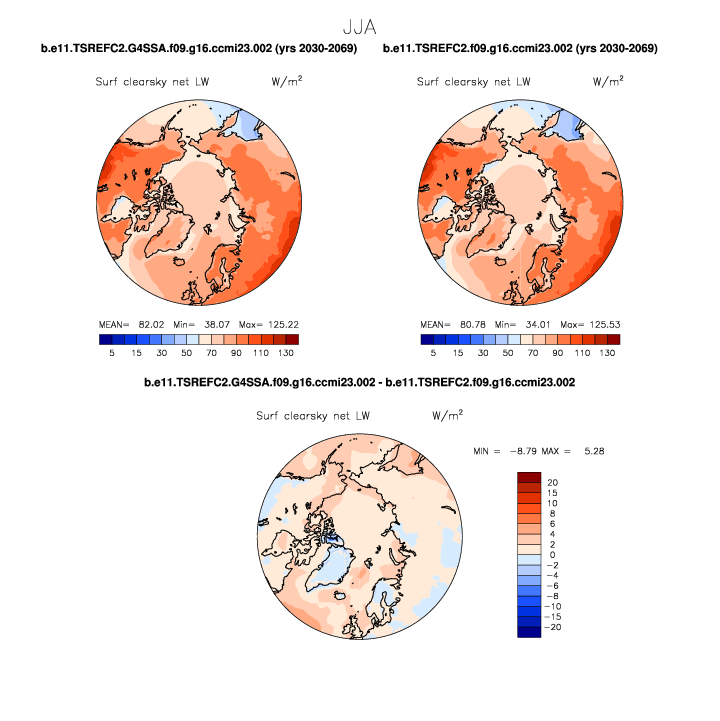 JJA
b.e11.TSREFC2.G4SSA.f09.g16.ccmi23.002 (yrs 2030-2069)
b.e11.TSREFC2.f09.g16.ccmi23.002 (yrs 2030-2069)
Surf clearsky net LW W/m²
Surf clearsky net LW W/m²
MEAN= 82.02 Min= 38.07 Max= 125.22
MEAN= 80.78 Min= 34.01 Max= 125.53
5 15 30 50 70 90 110 130
5 15 30 50 70 90 110 130
b.e11.TSREFC2.G4SSA.f09.g16.ccmi23.002 - b.e11.TSREFC2.f09.g16.ccmi23.002
Surf clearsky net LW W/m²
MIN = -8.79 MAX = 5.28
20
15
10
8
6
4
2
0
-2
-4
-6
-8
-10
-15
-20